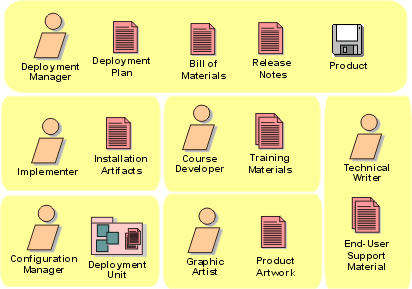 Deployment
Manager
Deployment
Plan
Bill of
Materials
Release
Notes
Product
Implementer
Installation
Artifacts
Course
Developer
Training
Materials
Technical
Writer
Configuration
Manager
Deployment
Unit
Graphic
Artist
Product
Artwork
End-User
Support
Material